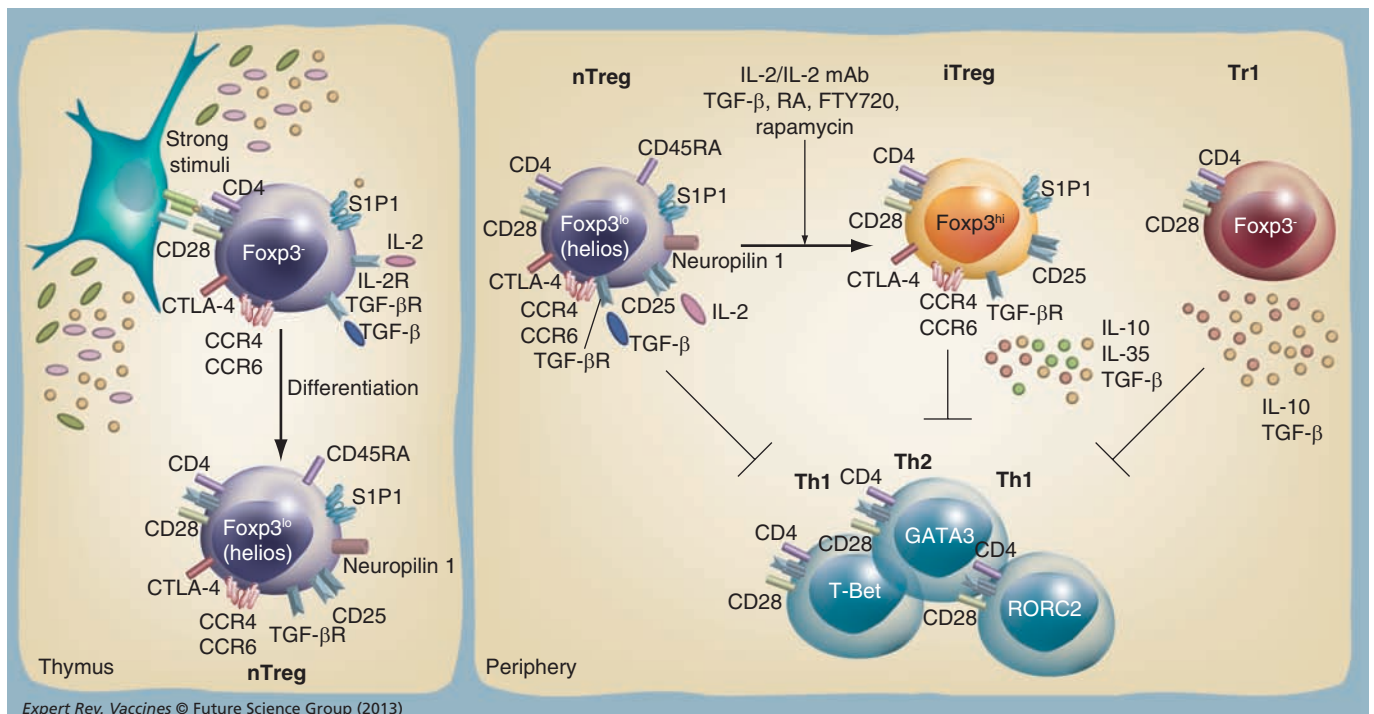 Strong
stimuli
CD4
S1P1
CD28
Foxp3-
IL-2
IL-2R
CTLA-4
TGF-βR
TGF-β
CCR4
CCR6
Differentiation
CD4
CD45RA
S1P1
CD28
Foxp3lo
(helios)
Neuropilin 1
CTLA-4
CD25
CCR4
CCR6
TGF-βR
Thymus
nTreg
nTreg
IL-2/IL-2 mAb
TGF-β, RA, FTY720,
rapamycin
iTreg
Tr1
CD4
CD45RA
S1P1
CD28
Foxp3lo
(helios)
Neuropilin 1
CTLA-4
CD25
CCR4
CCR6
TGF-βR
IL-2
TGF-β
CD4
S1P1
CD28
Foxp3hi
CTLA-4
CD25
CCR4
CCR6
TGF-βR
IL-10
IL-35
TGF-β
CD4
CD28
Foxp3-
IL-10
TGF-β
Th1
Th2
Th1
CD4
CD28
GATA3
CD4
CD28
T-Bet
CD4
CD28
RORC2
Periphery
Expert Rev. Vaccines © Future Science Group (2013)